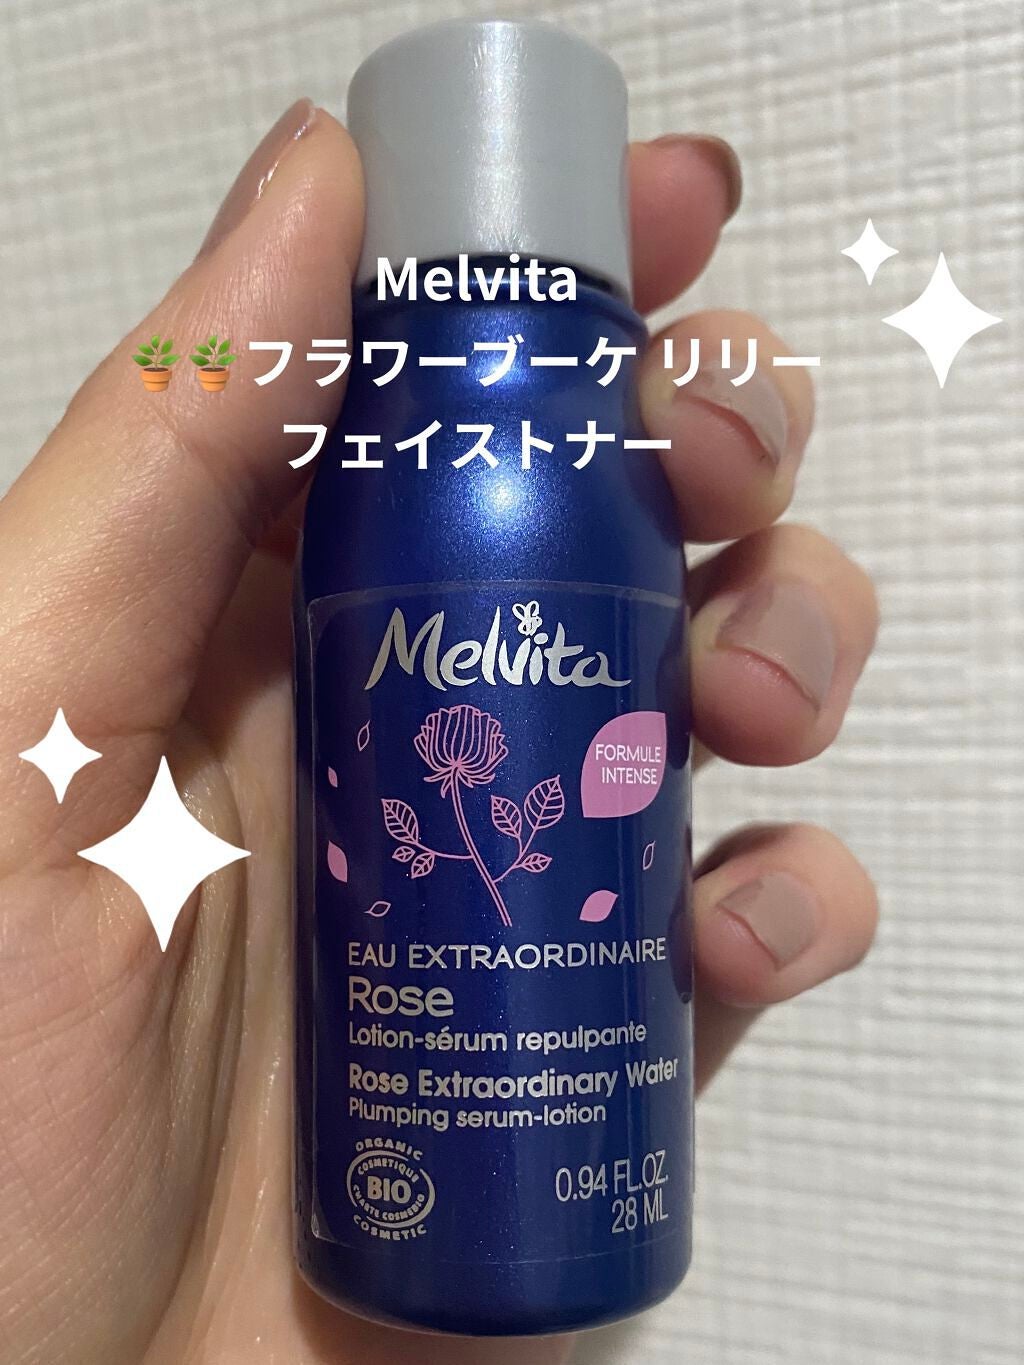 Melvita
🪴🪴フラワーブーケ リリー
フェイストナー
Melvita
FORMULE
INTENSE
EAU EXTRAORDINAIRE
Rose
Lotion-sérum repulpante
Rose Extraordinary Water
Plumping serum-lotion
ORGANIC
COSMETIQUE
BIO
CHARTE COSMEBIO
COSMETIC
0.94 FL.OZ.
28 ML